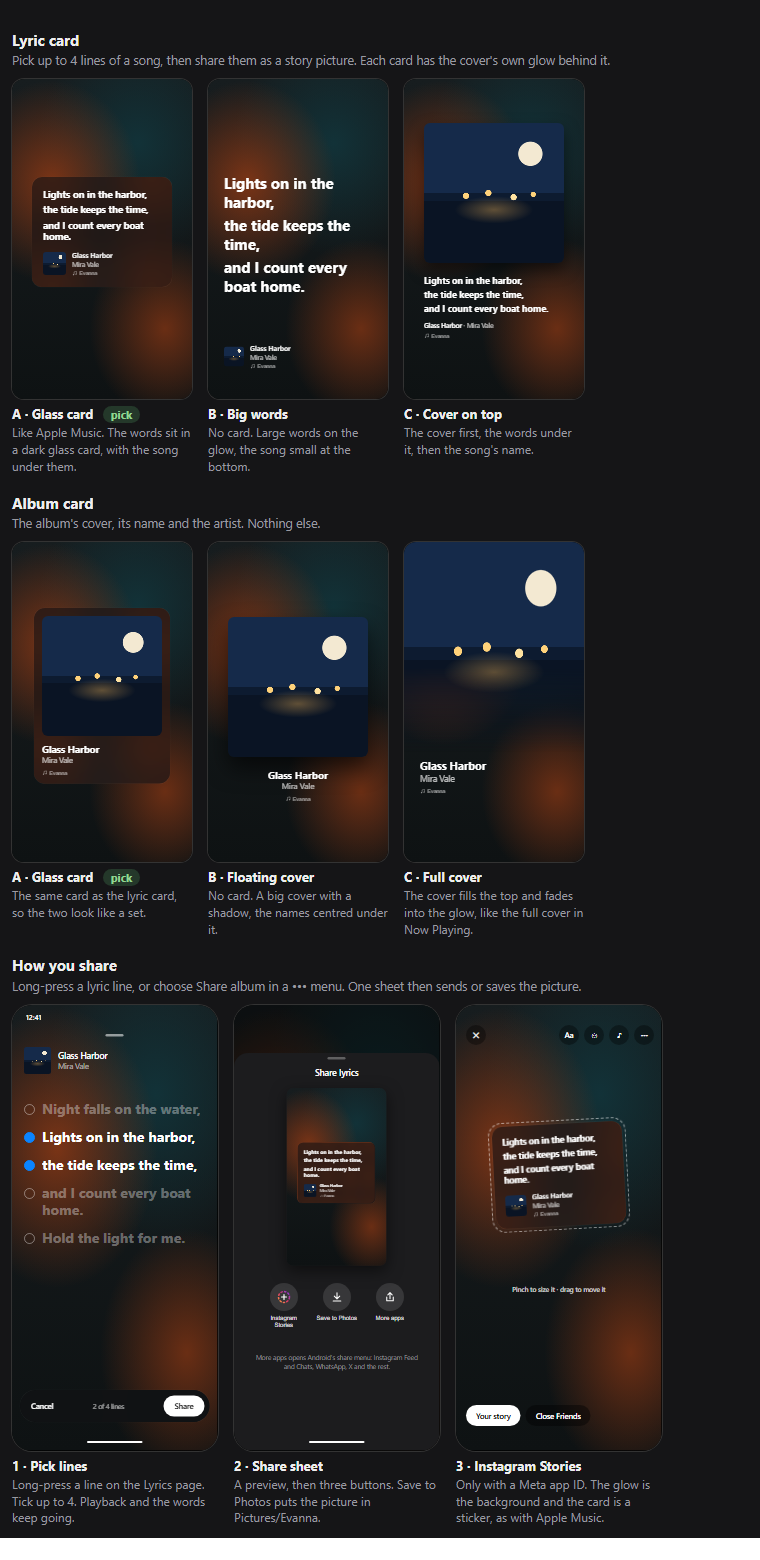 Lyric card
Pick up to 4 lines of a song, then share them as a story picture. Each card has the cover's own glow behind it.
Lights on in the harbor,
the tide keeps the time,
and I count every boat
home.
Glass Harbor
Mira Vale
♫ Evanna
Lights on in the
harbor,
the tide keeps the
time,
and I count every
boat home.
Glass Harbor
Mira Vale
♫ Evanna
Lights on in the harbor,
the tide keeps the time,
and I count every boat home.
Glass Harbor · Mira Vale
♫ Evanna
A · Glass card pick
Like Apple Music. The words sit in
a dark glass card, with the song
under them.
B · Big words
No card. Large words on the
glow, the song small at the
bottom.
C · Cover on top
The cover first, the words under
it, then the song's name.
Album card
The album's cover, its name and the artist. Nothing else.
Glass Harbor
Mira Vale
♫ Evanna
Glass Harbor
Mira Vale
♫ Evanna
Glass Harbor
Mira Vale
♫ Evanna
A · Glass card pick
The same card as the lyric card,
so the two look like a set.
B · Floating cover
No card. A big cover with a
shadow, the names centred under
it.
C · Full cover
The cover fills the top and fades
into the glow, like the full cover in
Now Playing.
How you share
Long-press a lyric line, or choose Share album in a ••• menu. One sheet then sends or saves the picture.
12:41
Glass Harbor
Mira Vale
Night falls on the water,
Lights on in the harbor,
the tide keeps the time,
and I count every boat
home.
Hold the light for me.
Cancel
2 of 4 lines
Share
Share lyrics
Lights on in the harbor,
the tide keeps the time,
and I count every boat
home.
Glass Harbor
Mira Vale
♫ Evanna
Instagram
Stories
Save to Photos
More apps
More apps opens Android's share menu: Instagram Feed
and Chats, WhatsApp, X and the rest.
Aa
Lights on in the harbor,
the tide keeps the time,
and I count every boat
home.
Glass Harbor
Mira Vale
♫ Evanna
Pinch to size it · drag to move it
Your story
Close Friends
1 · Pick lines
Long-press a line on the Lyrics page.
Tick up to 4. Playback and the words
keep going.
2 · Share sheet
A preview, then three buttons. Save to
Photos puts the picture in
Pictures/Evanna.
3 · Instagram Stories
Only with a Meta app ID. The glow is
the background and the card is a
sticker, as with Apple Music.